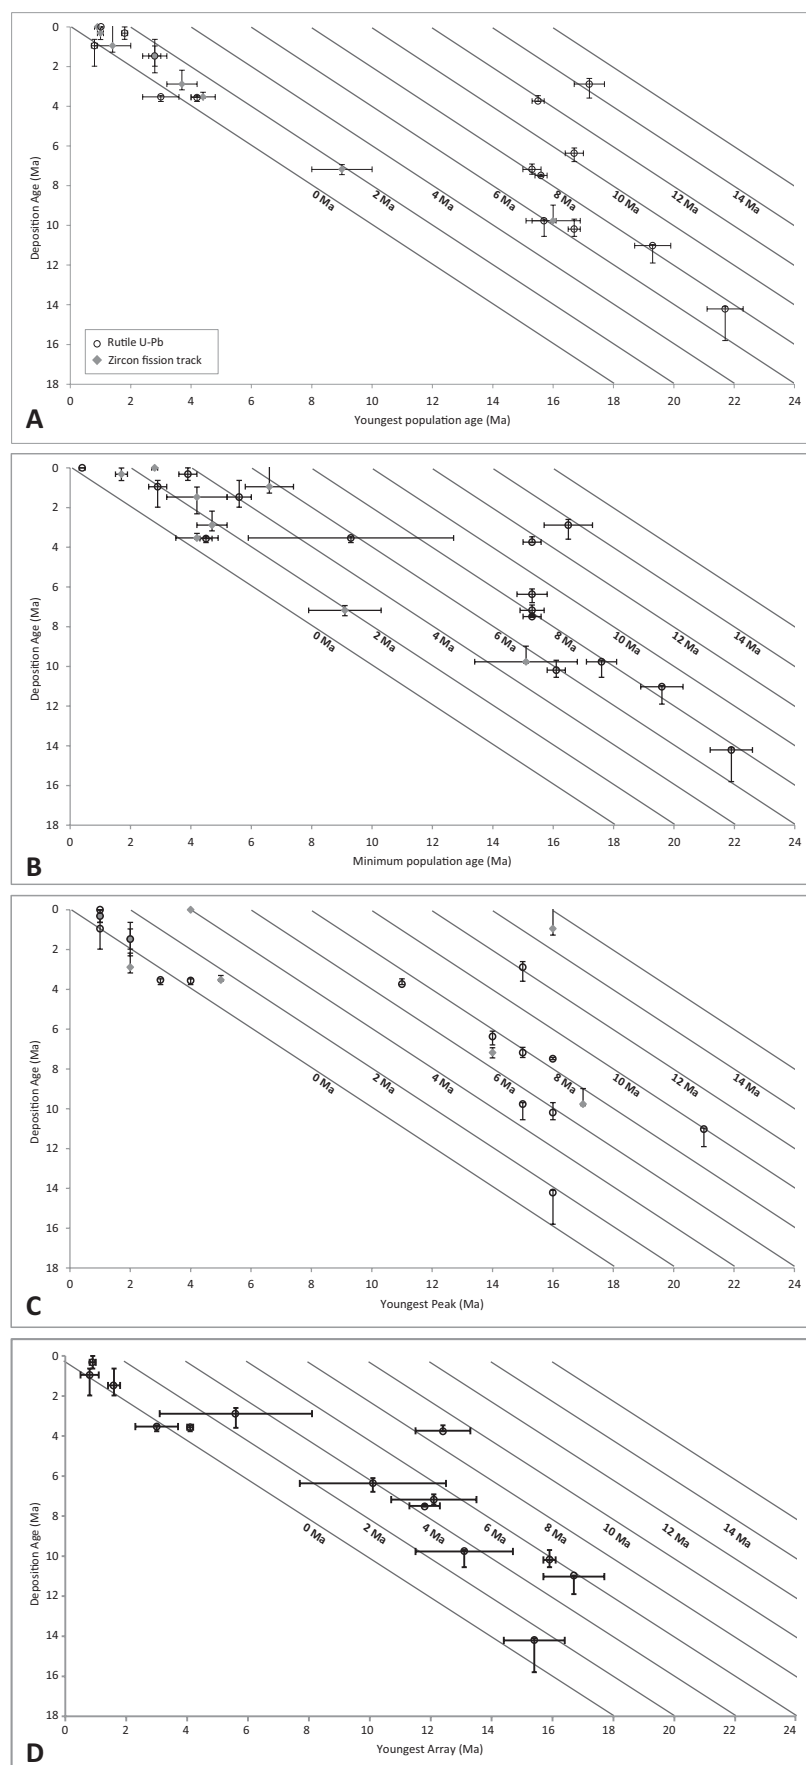 0
2
4
6
8
10
12
14
16
18
Deposition Age (Ma)
0 Ma 2 Ma 4 Ma 6 Ma 8 Ma 10 Ma 12 Ma 14 Ma
Rutile U-Pb
Zircon fission track
0 2 4 6 8 10 12 14 16 18 20 22 24
Youngest population age (Ma)
A
0
2
4
6
8
10
12
14
16
18
Deposition Age (Ma)
0 Ma 2 Ma 4 Ma 6 Ma 8 Ma 10 Ma 12 Ma 14 Ma
0 2 4 6 8 10 12 14 16 18 20 22 24
Minimum population age (Ma)
B
0
2
4
6
8
10
12
14
16
18
Deposition Age (Ma)
0 Ma 2 Ma 4 Ma 6 Ma 8 Ma 10 Ma 12 Ma 14 Ma
0 2 4 6 8 10 12 14 16 18 20 22 24
Youngest Peak (Ma)
C
0
2
4
6
8
10
12
14
16
18
Deposition Age (Ma)
0 Ma 2 Ma 4 Ma 6 Ma 8 Ma 10 Ma 12 Ma 14 Ma
0 2 4 6 8 10 12 14 16 18 20 22 24
Youngest Array (Ma)
D